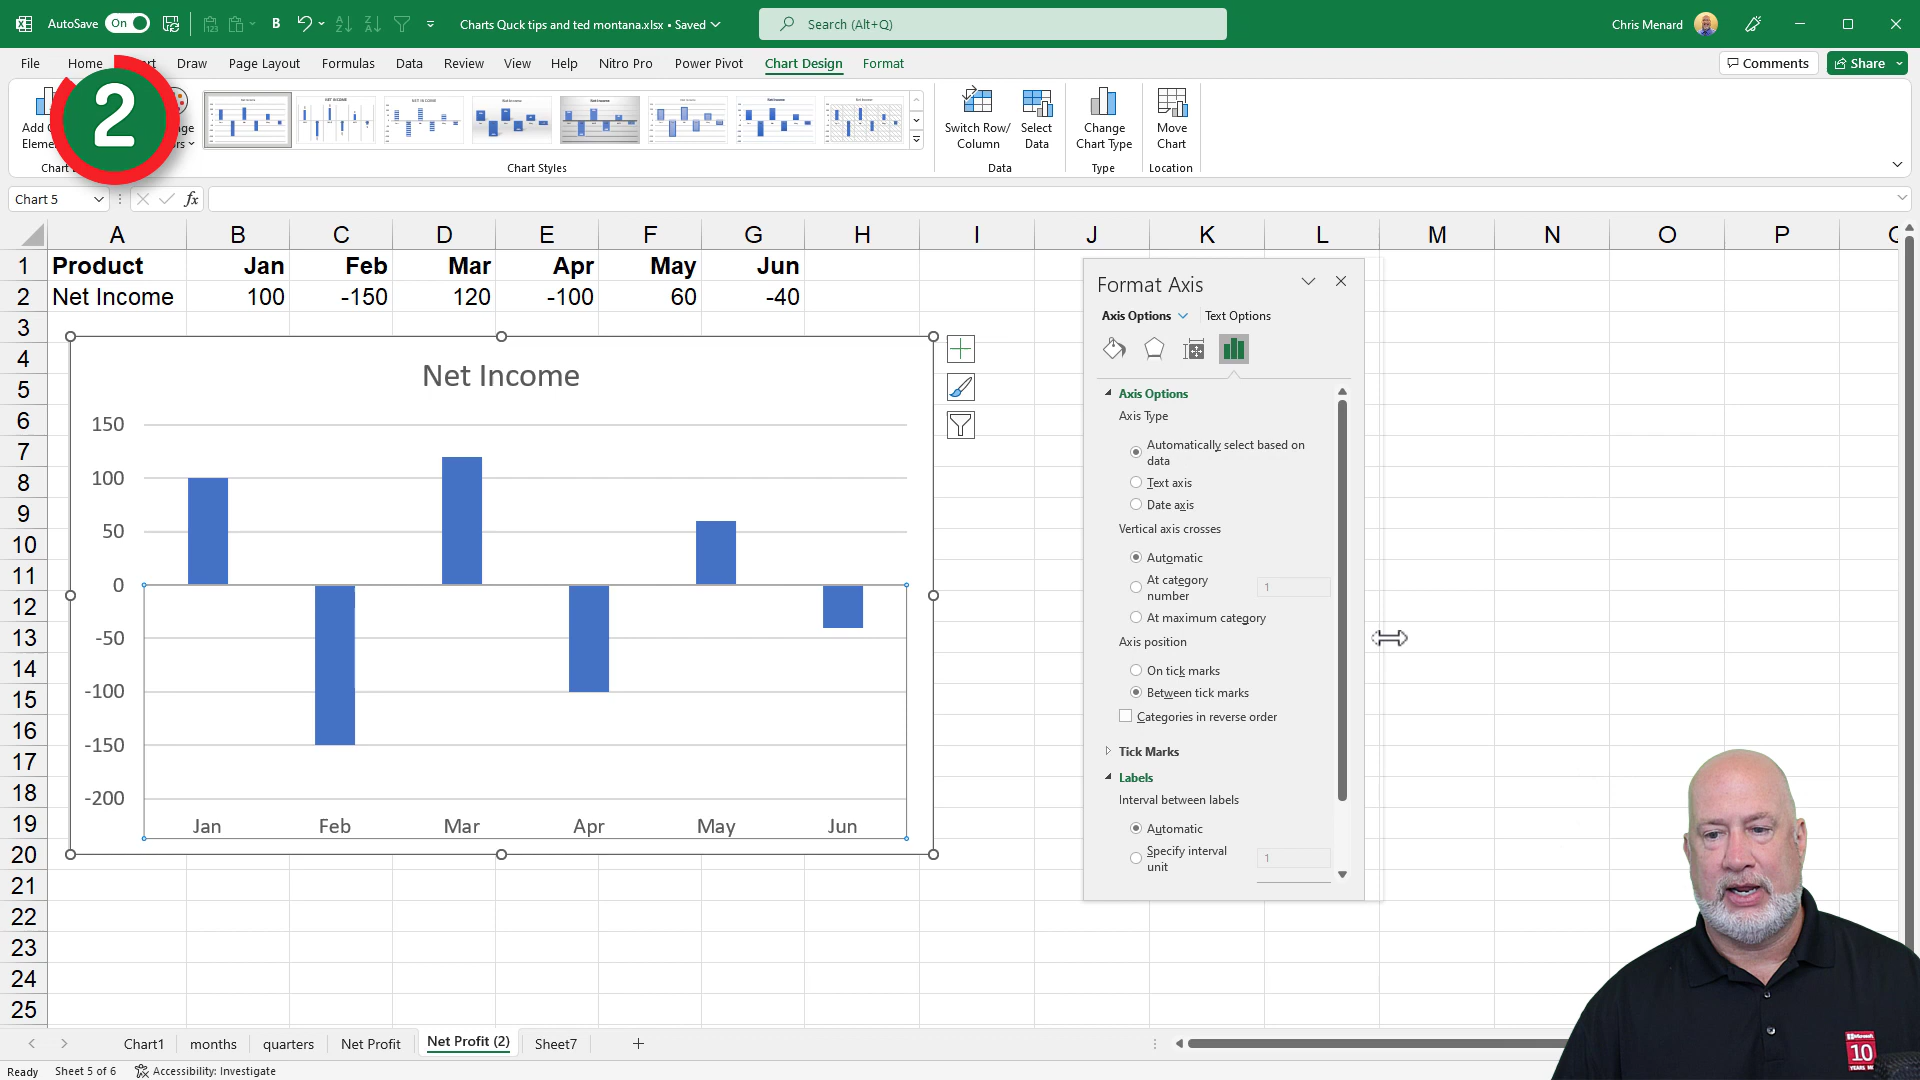 AutoSave On Charts Quck tips and ted montana.xlsx • Saved Search (Alt+Q) Chris Menard
File Home Draw Page Layout Formulas Data Review View Help Nitro Pro Power Pivot Chart Design Format Comments Share
2
Switch Row/
Column
Select
Data
Change
Chart Type
Move
Chart
Chart Styles Data Type Location
Chart 5 fx
A B C D E F G H I J K L M N O P
1 Product Jan Feb Mar Apr May Jun
2 Net Income 100 -150 120 -100 60 -40
3
4
5
6
7
8
9
10
11
12
13
14
15
16
17
18
19
20
21
22
23
24
25
Net Income
150
100
50
0
-50
-100
-150
-200
Jan Feb Mar Apr May Jun
Format Axis
Axis Options Text Options
Axis Options
Axis Type
Automatically select based on
data
Text axis
Date axis
Vertical axis crosses
Automatic
At category
number 1
At maximum category
Axis position
On tick marks
Between tick marks
Categories in reverse order
Tick Marks
Labels
Interval between labels
Automatic
Specify interval
unit 1
Chart1 months quarters Net Profit Net Profit (2) Sheet7
Ready Sheet 5 of 6 Accessibility: Investigate
10